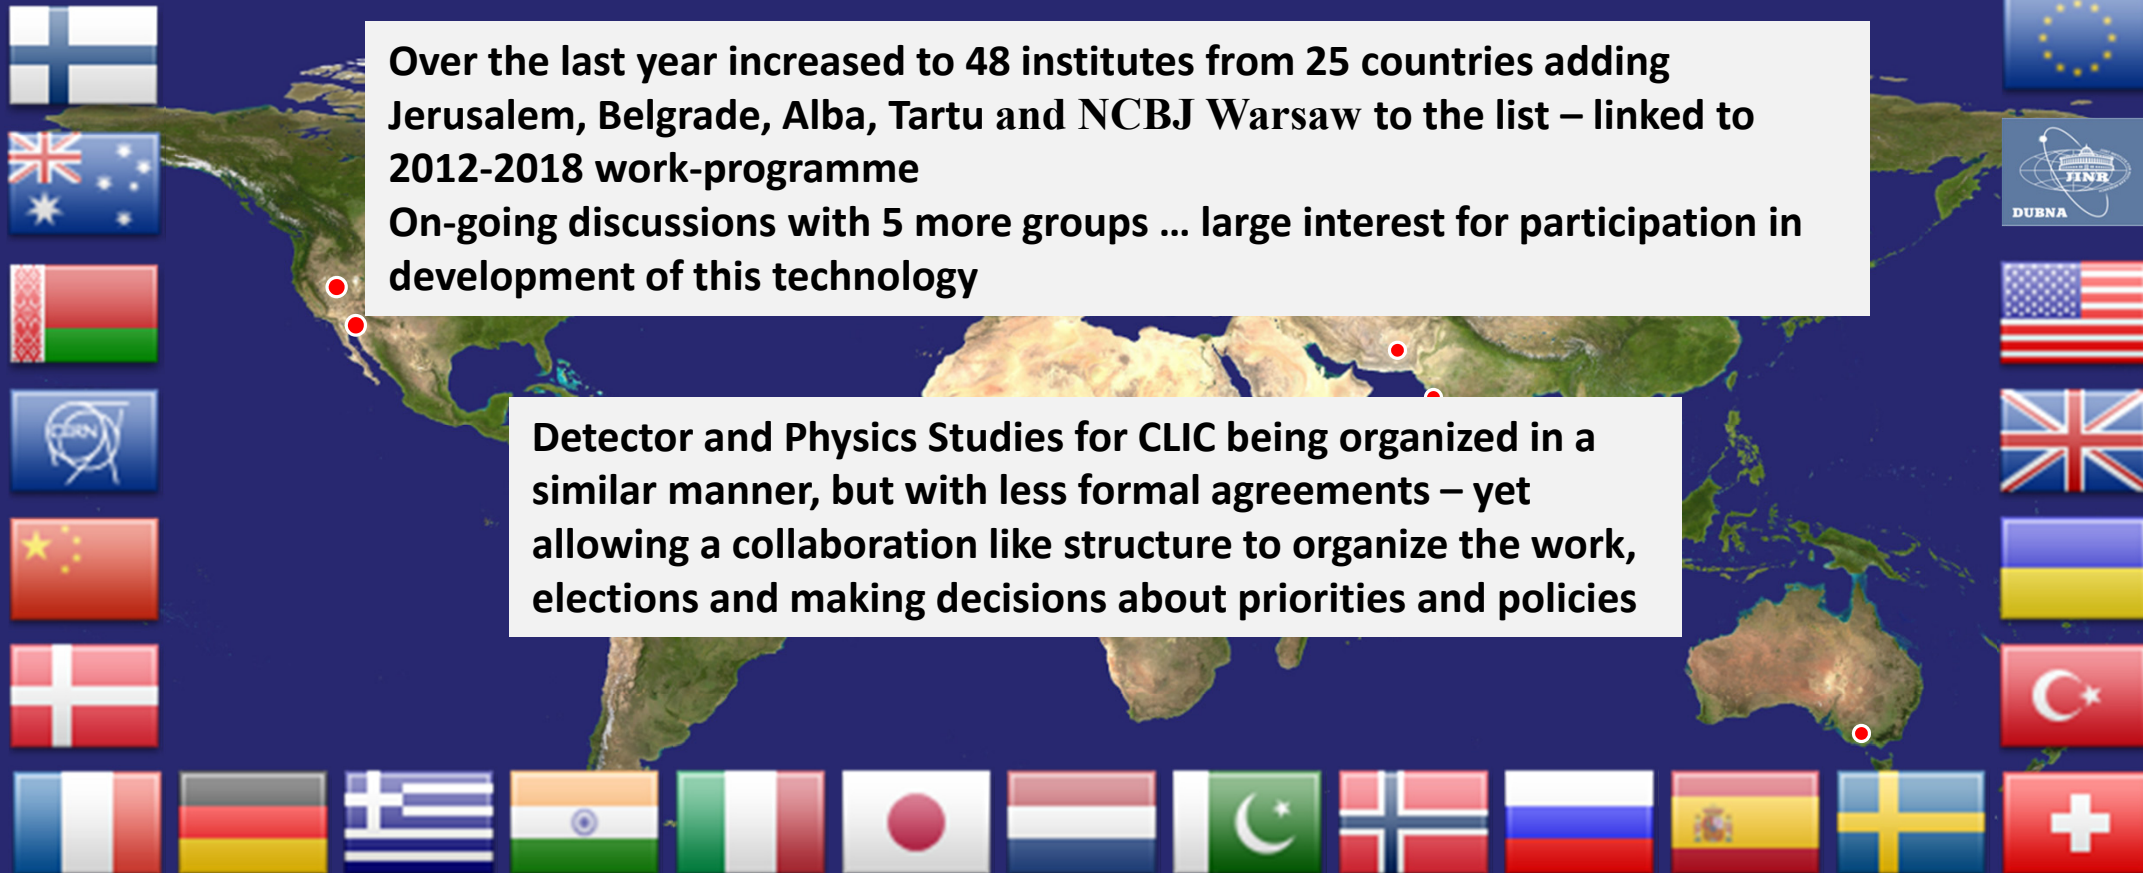 Over the last year increased to 48 institutes from 25 countries adding
Jerusalem, Belgrade, Alba, Tartu and NCBJ Warsaw to the list – linked to
2012-2018 work-programme
On-going discussions with 5 more groups … large interest for participation in
development of this technology
JINR
DUBNA
CERN
Detector and Physics Studies for CLIC being organized in a
similar manner, but with less formal agreements – yet
allowing a collaboration like structure to organize the work,
elections and making decisions about priorities and policies